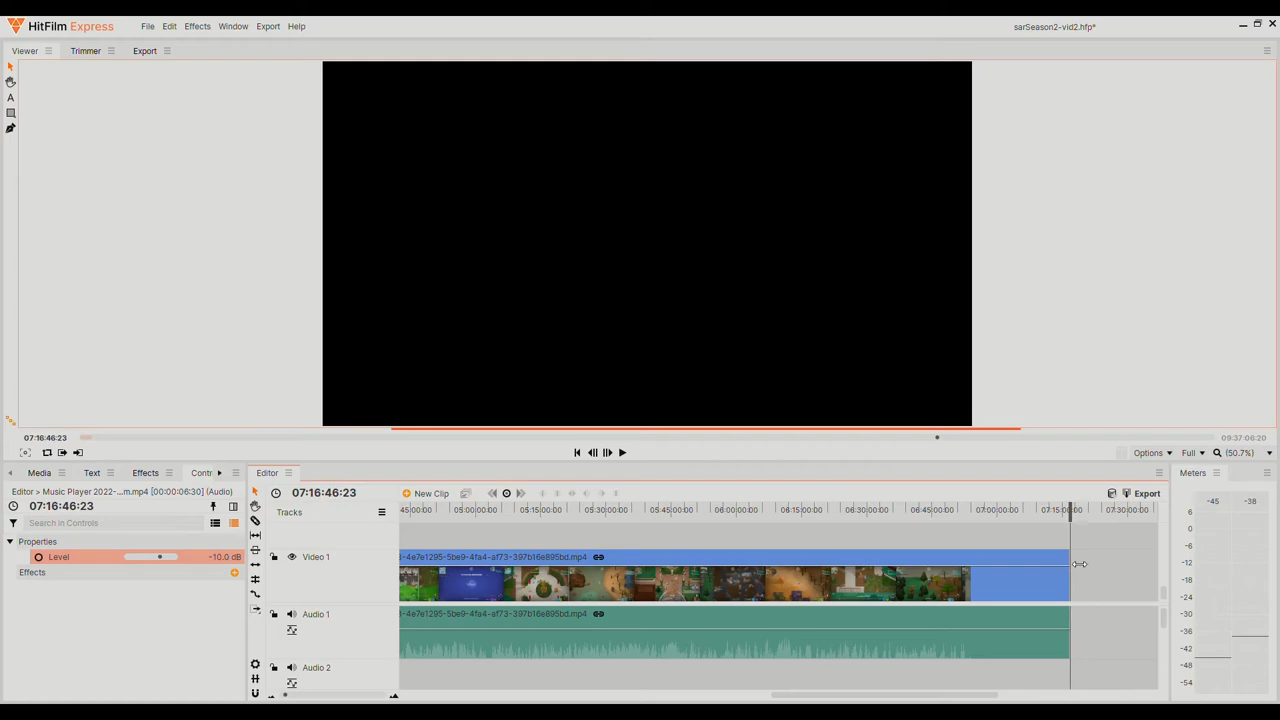 HitFilm Express
File Edit Effects Window Export Help
sarSeason2-vid2.hfp*
Viewer Trimmer Export
07:16:46:23
09:37:06:20
Options Full (50.7%)
Media Text Effects Contr
Editor
Meters
Editor > Music Player 2022-...m.mp4 [00:00:06:30] (Audio)
07:16:46:23
07:16:46:23
New Clip
Export
-45 -38
Search in Controls
Tracks
45:00:00 05:00:00:00 05:15:00:00 05:30:00:00 05:45:00:00 06:00:00:00 06:15:00:00 06:30:00:00 06:45:00:00 07:00:00:00 07:15:00:00 07:30:00:00
6
0
-6
-12
-18
-24
-30
-36
-42
-48
-54
Properties
Level -10.0 dB
Effects
Video 1
-4e7e1295-5be9-4fa4-af73-397b16e895bd.mp4
Audio 1
-4e7e1295-5be9-4fa4-af73-397b16e895bd.mp4
Audio 2